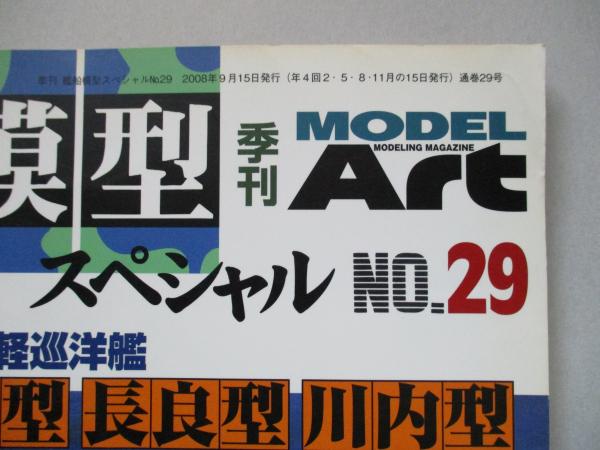 季刊 艦船模型スペシャルNo29 2008年9月15日発行（年4回2・5・8・11月の15日発行）通巻29号
模型
季刊
MODEL
MODELING MAGAZINE
Art
スペシャル NO.29
軽巡洋艦
型 長良型 川内型